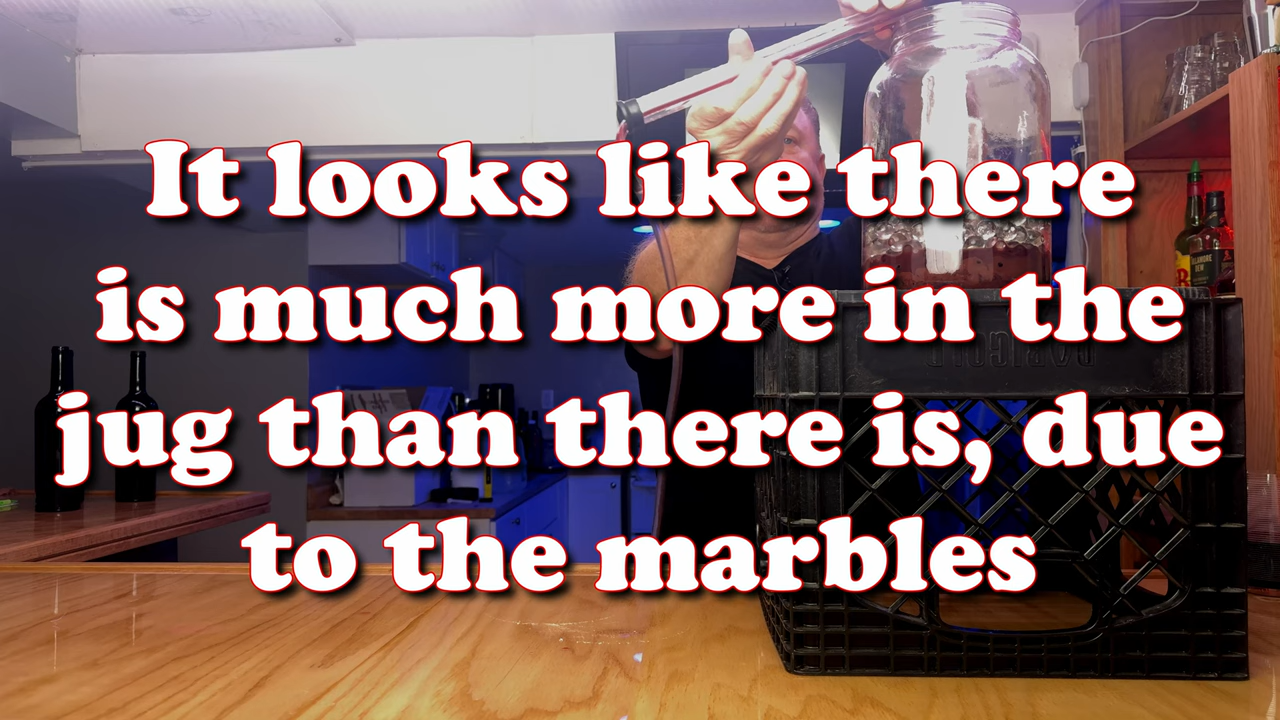 It looks like there
is much more in the
jug than there is, due
to the marbles